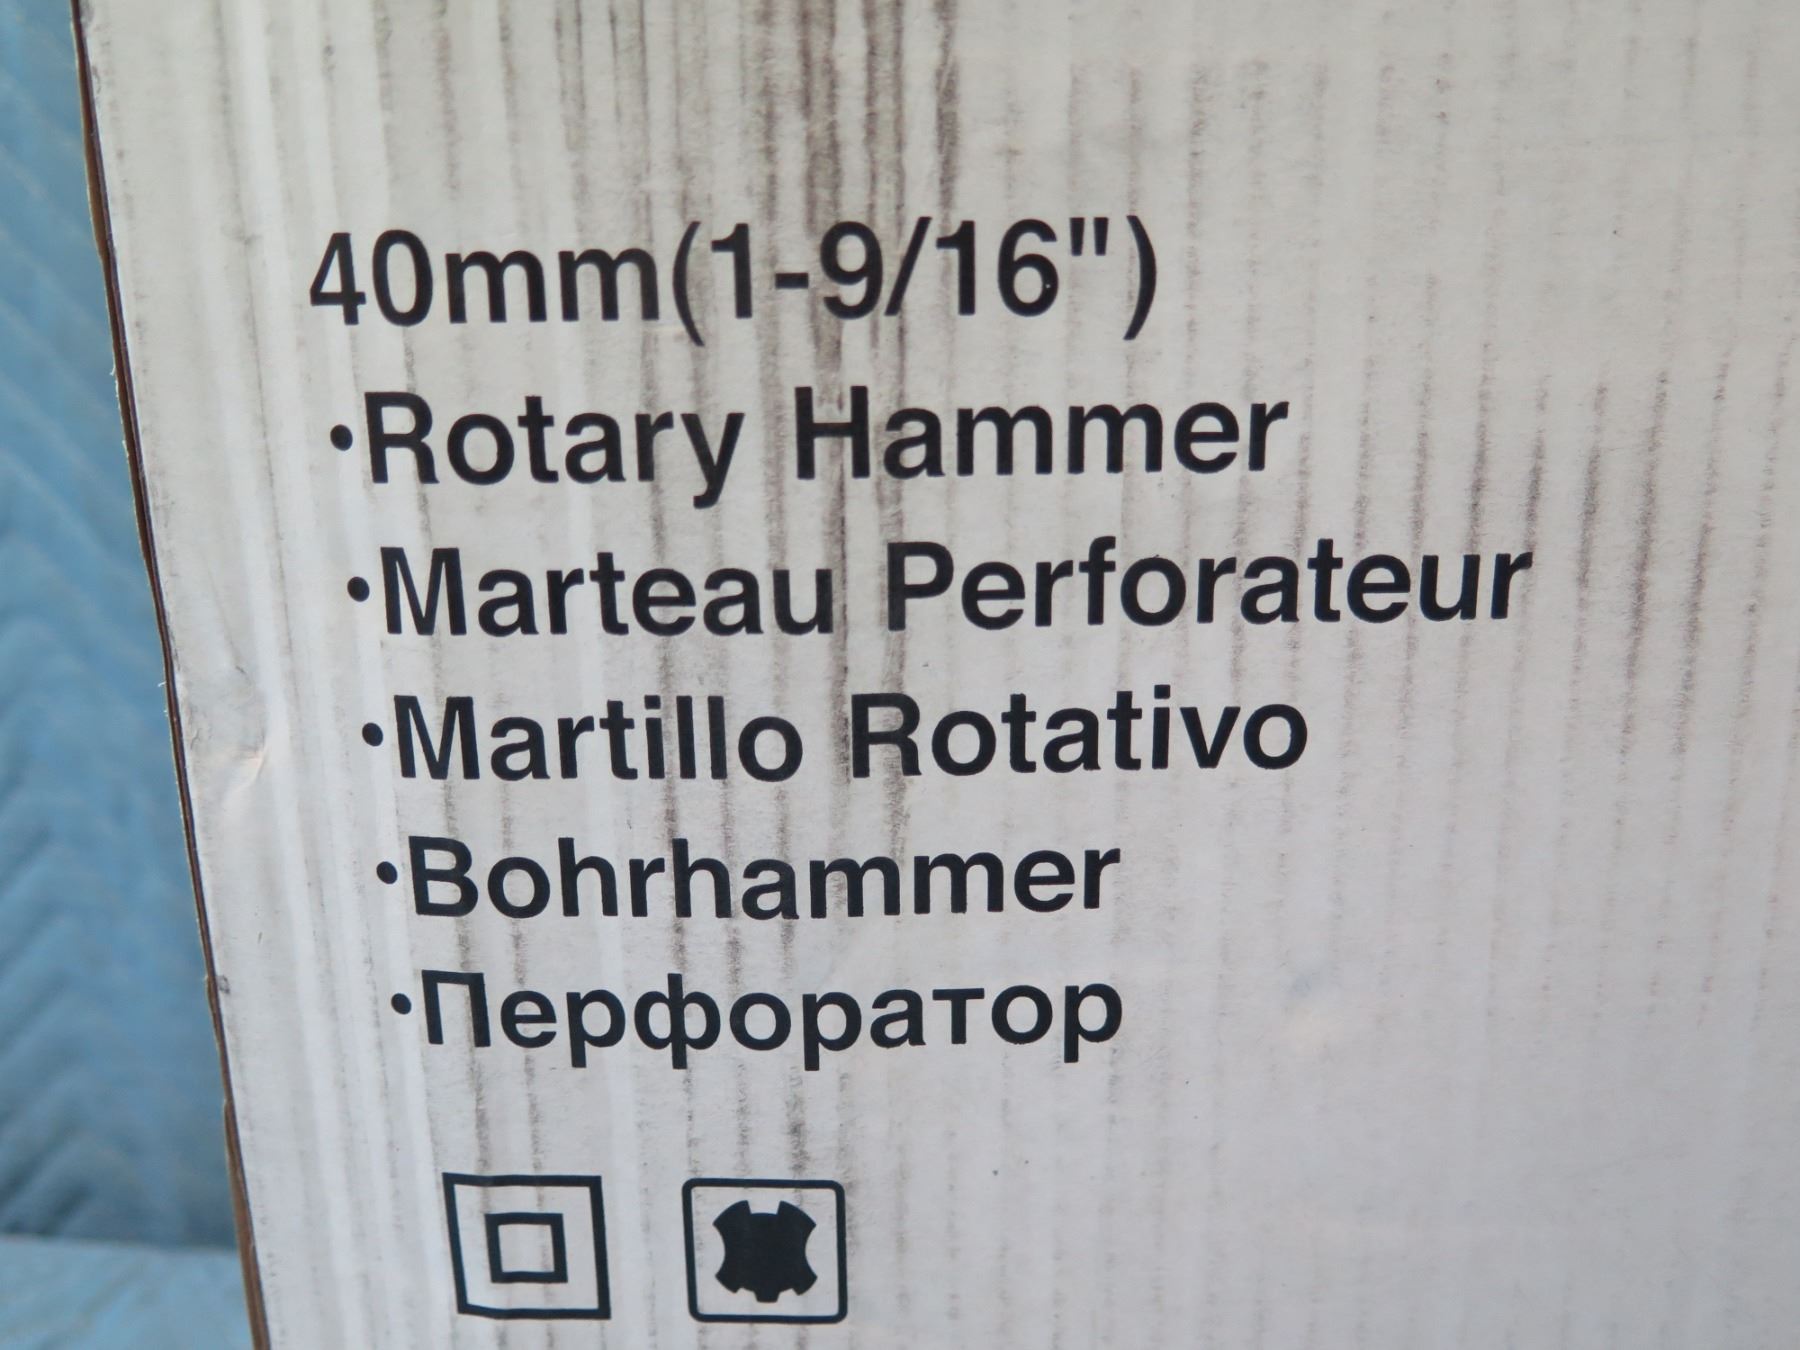 40mm(1-9/16")
·Rotary Hammer
·Marteau Perforateur
·Martillo Rotativo
·Bohrhammer
·Перфоратор